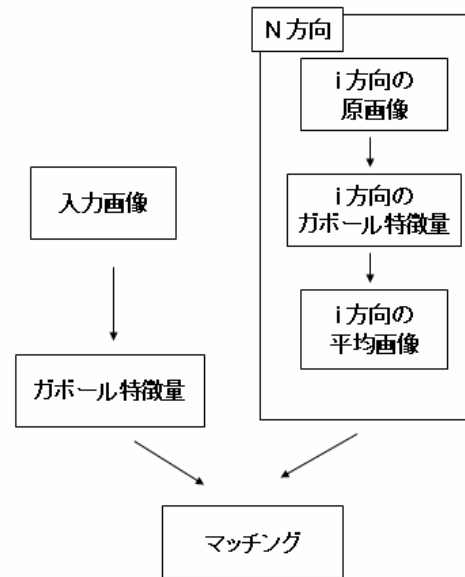 N方向
i方向の
原画像
i方向の
ガボール特徴量
i方向の
平均画像
入力画像
ガボール特徴量
マッチング